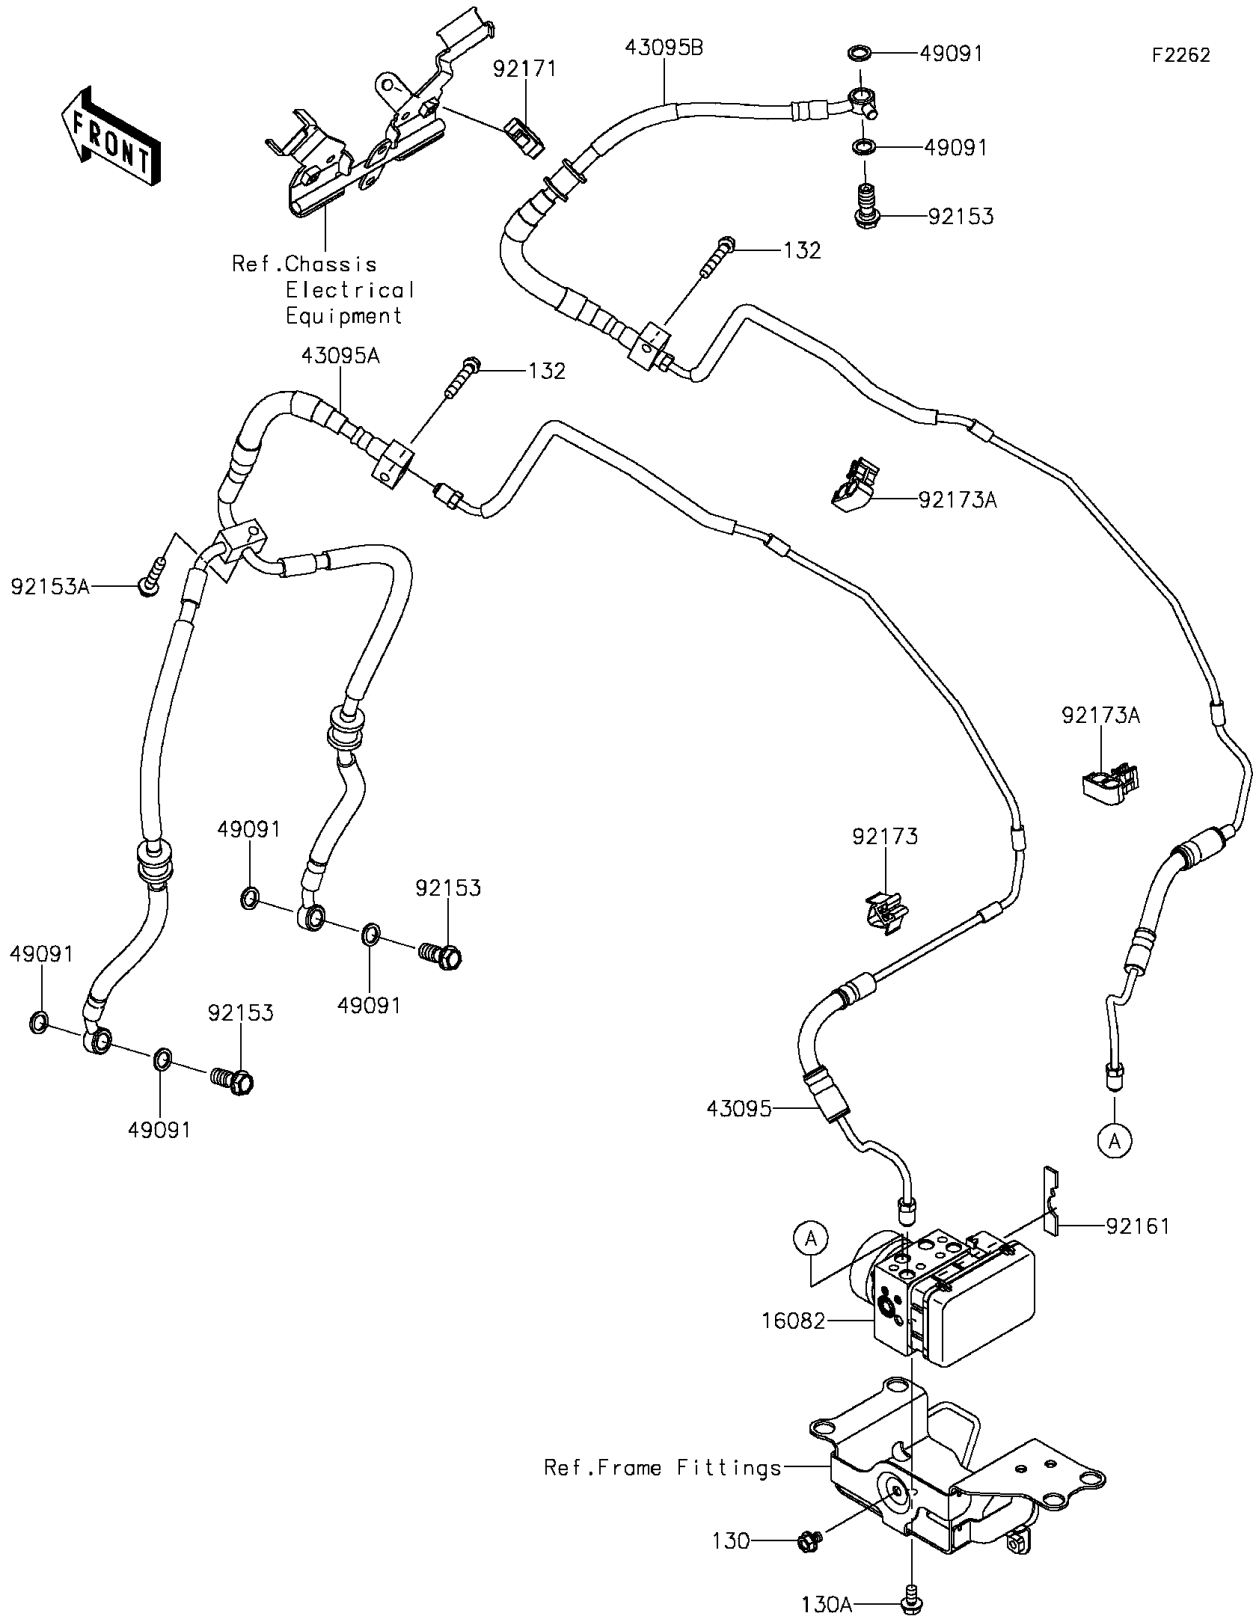 43095B
49091
F2262
92171
FRONT
49091
92153
132
Ref.Chassis
Electrical
Equipment
43095A
132
92173A
92153A
92173A
49091
92173
92153
49091
92153
49091
43095
49091
A
A
92161
16082
Ref.Frame Fittings
130
130A